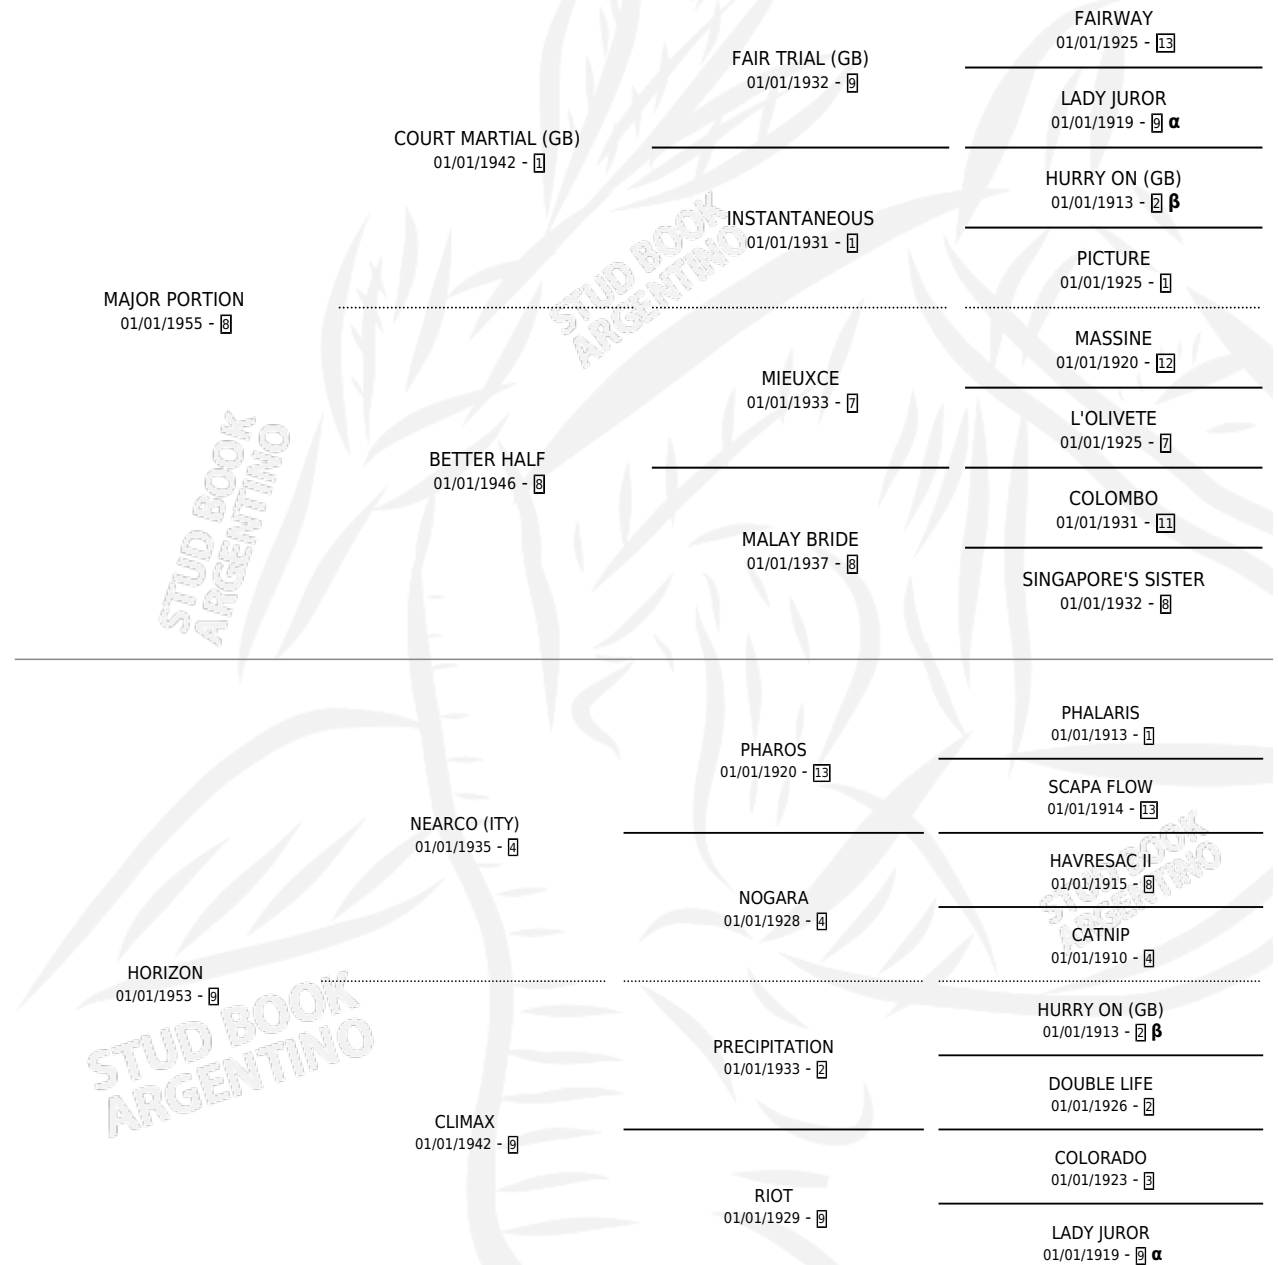 FAIRWAY
01/01/1925 - 13
FAIR TRIAL (GB)
01/01/1932 - 9
LADY JUROR
01/01/1919 - 9 α
COURT MARTIAL (GB)
01/01/1942 - 1
HURRY ON (GB)
01/01/1913 - 2 β
INSTANTANEOUS
01/01/1931 - 1
PICTURE
01/01/1925 - 1
MAJOR PORTION
01/01/1955 - 8
MASSINE
01/01/1920 - 12
MIEUXCE
01/01/1933 - 7
L'OLIVETE
01/01/1925 - 7
BETTER HALF
01/01/1946 - 8
COLOMBO
01/01/1931 - 11
MALAY BRIDE
01/01/1937 - 8
SINGAPORE'S SISTER
01/01/1932 - 8
PHALARIS
01/01/1913 - 1
PHAROS
01/01/1920 - 13
SCAPA FLOW
01/01/1914 - 13
NEARCO (ITY)
01/01/1935 - 4
HAVRESAC II
01/01/1915 - 8
NOGARA
01/01/1928 - 4
CATNIP
01/01/1910 - 4
HORIZON
01/01/1953 - 9
HURRY ON (GB)
01/01/1913 - 2 β
PRECIPITATION
01/01/1933 - 2
DOUBLE LIFE
01/01/1926 - 2
CLIMAX
01/01/1942 - 9
COLORADO
01/01/1923 - 3
RIOT
01/01/1929 - 9
LADY JUROR
01/01/1919 - 9 α
STUD BOOK
ARGENTINO
STUD BOOK
ARGENTINO
STUD BOOK
ARGENTINO
STUD BOOK
ARGENTINO